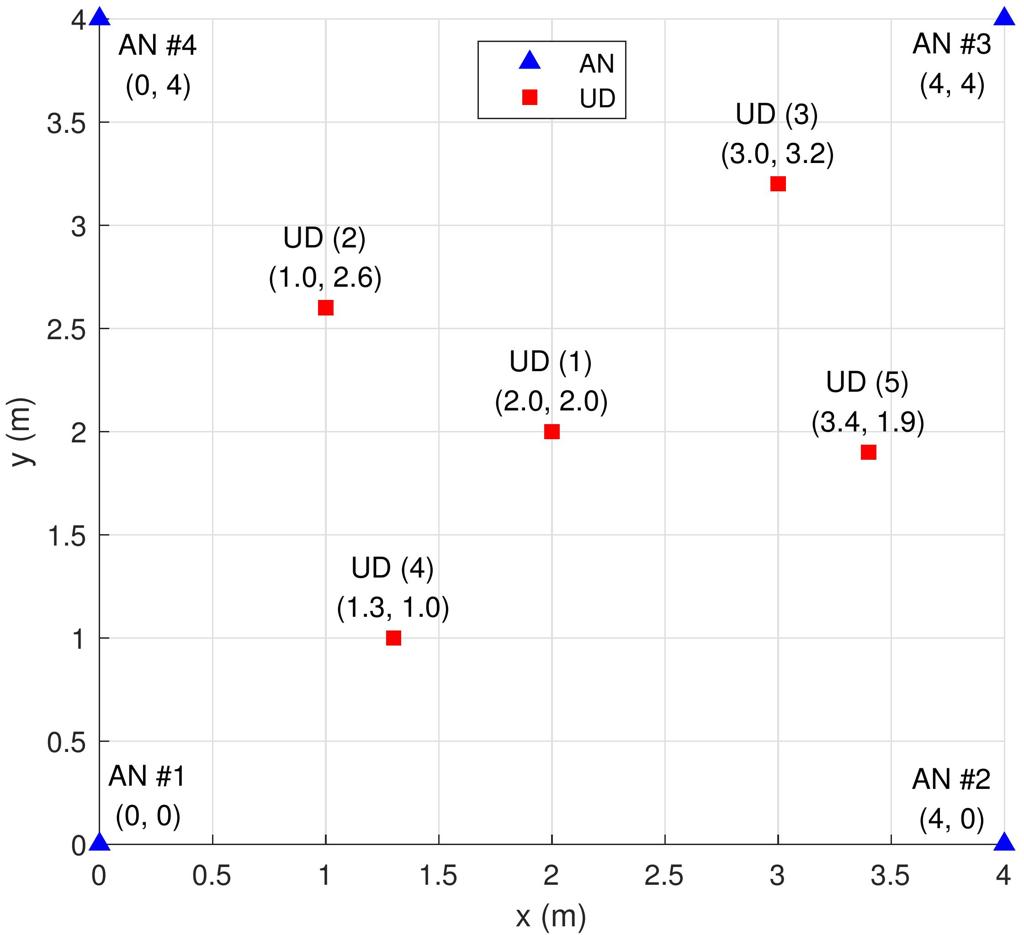 4
AN #4
(0, 4)
AN
UD
AN #3
(4, 4)
3.5
UD (3)
(3.0, 3.2)
3
UD (2)
(1.0, 2.6)
2.5
UD (1)
(2.0, 2.0)
UD (5)
(3.4, 1.9)
2
y (m)
1.5
UD (4)
(1.3, 1.0)
1
0.5
AN #1
(0, 0)
AN #2
(4, 0)
0
0 0.5 1 1.5 2 2.5 3 3.5 4
x (m)